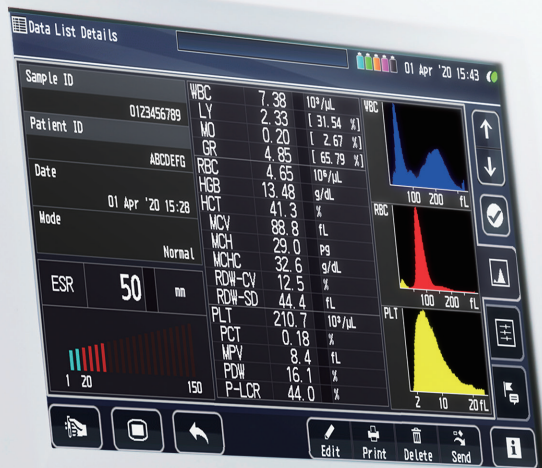 Data List Details
01 Apr '20 15:43
Sample ID
0123456789
Patient ID
ABCDEFG
Date
01 Apr '20 15:28
Mode
Normal
ESR 50 mm
1 20 150
WBC 7.38 10³/µL
LY 2.33 [ 31.54 %]
MO 0.20 [ 2.67 %]
GR 4.85 [ 65.79 %]
RBC 4.65 10⁶/µL
HGB 13.48 g/dL
HCT 41.3 %
MCV 88.8 fL
MCH 29.0 pg
MCHC 32.6 g/dL
RDW-CV 12.5 %
RDW-SD 44.4 fL
PLT 210.7 10³/µL
PCT 0.18 %
MPV 8.4 fL
PDW 16.1 %
P-LCR 44.0 %
WBC
100 200 fL
RBC
100 200 fL
PLT
2 10 20 fL
Edit Print Delete Send
i